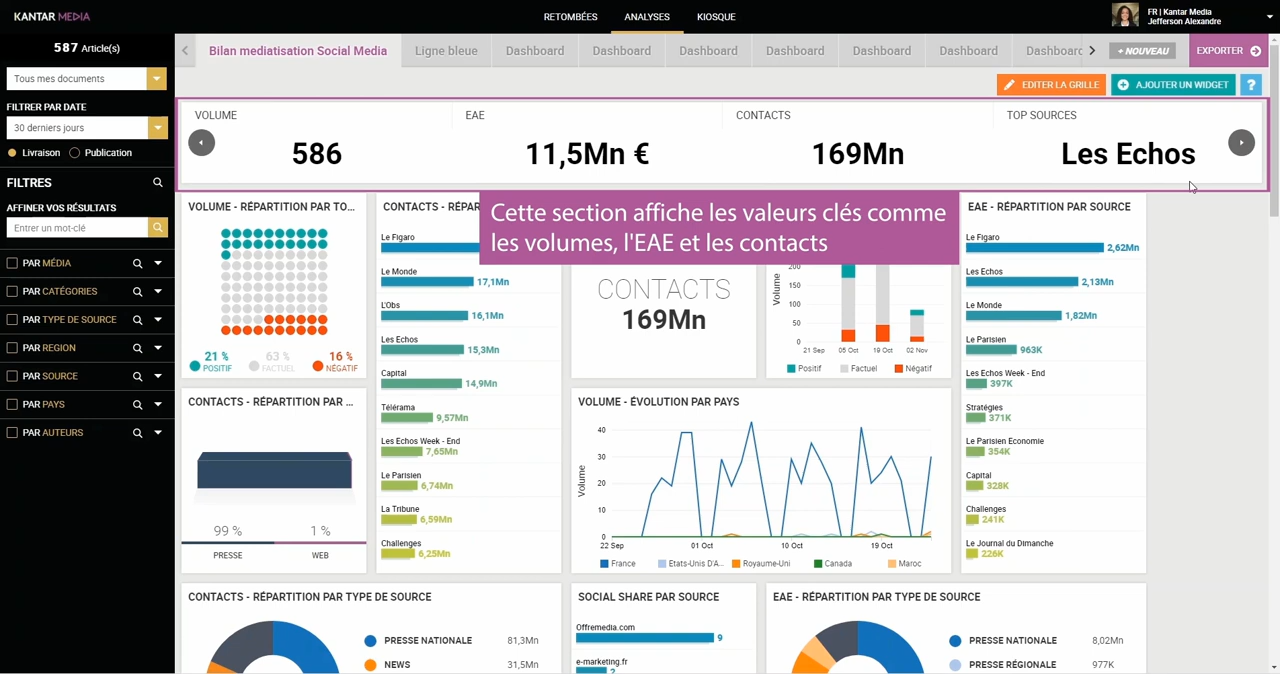 KANTAR MEDIA
RETOMBÉES
ANALYSES
KIOSQUE
FR | Kantar Media
Jefferson Alexandre
587 Article(s)
Tous mes documents
FILTRER PAR DATE
30 derniers jours
Livraison
Publication
FILTRES
AFFINER VOS RÉSULTATS
Entrer un mot-clé
PAR MÉDIA
PAR CATÉGORIES
PAR TYPE DE SOURCE
PAR REGION
PAR SOURCE
PAR PAYS
PAR AUTEURS
Bilan mediatisation Social Media
Ligne bleue
Dashboard
Dashboard
Dashboard
Dashboard
Dashboard
Dashboard
Dashboard
+ NOUVEAU
EXPORTER
EDITER LA GRILLE
AJOUTER UN WIDGET
?
VOLUME
586
EAE
11,5Mn €
CONTACTS
169Mn
TOP SOURCES
Les Echos
Cette section affiche les valeurs clés comme
les volumes, l'EAE et les contacts
VOLUME - RÉPARTITION PAR TO...
21 %
POSITIF
63 %
FACTUEL
16 %
NÉGATIF
CONTACTS - RÉPARTITION PAR ...
99 %
PRESSE
1 %
WEB
CONTACTS - RÉPAR
Le Figaro
Le Monde
17,1Mn
L'Obs
16,1Mn
Les Echos
15,3Mn
Capital
14,9Mn
Télérama
9,57Mn
Les Echos Week - End
7,65Mn
Le Parisien
6,74Mn
La Tribune
6,59Mn
Challenges
6,25Mn
CONTACTS
169Mn
Volume
200
150
100
50
0
21 Sep
05 Oct
19 Oct
02 Nov
Positif
Factuel
Négatif
VOLUME - ÉVOLUTION PAR PAYS
Volume
40
30
20
10
0
22 Sep
01 Oct
10 Oct
19 Oct
France
Etats-Unis D'A...
Royaume-Uni
Canada
Maroc
EAE - RÉPARTITION PAR SOURCE
Le Figaro
2,62Mn
Les Echos
2,13Mn
Le Monde
1,82Mn
Le Parisien
963K
Les Echos Week - End
397K
Stratégies
371K
Le Parisien Economie
354K
Capital
328K
Challenges
241K
Le Journal du Dimanche
226K
CONTACTS - RÉPARTITION PAR TYPE DE SOURCE
PRESSE NATIONALE 81,3Mn
NEWS 31,5Mn
SOCIAL SHARE PAR SOURCE
Offremedia.com
9
e-marketing.fr
2
EAE - RÉPARTITION PAR TYPE DE SOURCE
PRESSE NATIONALE 8,02Mn
PRESSE RÉGIONALE 977K